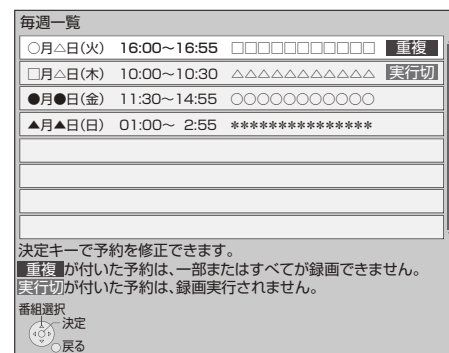 毎週一覧
○月△日(火) 16:00～16:55 □□□□□□□□□□□ 重複
□月△日(木) 10:00～10:30 △△△△△△△△△△△ 実行切
●月●日(金) 11:30～14:55 ○○○○○○○○○○○
▲月▲日(日) 01:00～ 2:55 ***************
決定キーで予約を修正できます。
重複が付いた予約は、一部またはすべてが録画できません。
実行切が付いた予約は、録画実行されません。
番組選択
決定
戻る